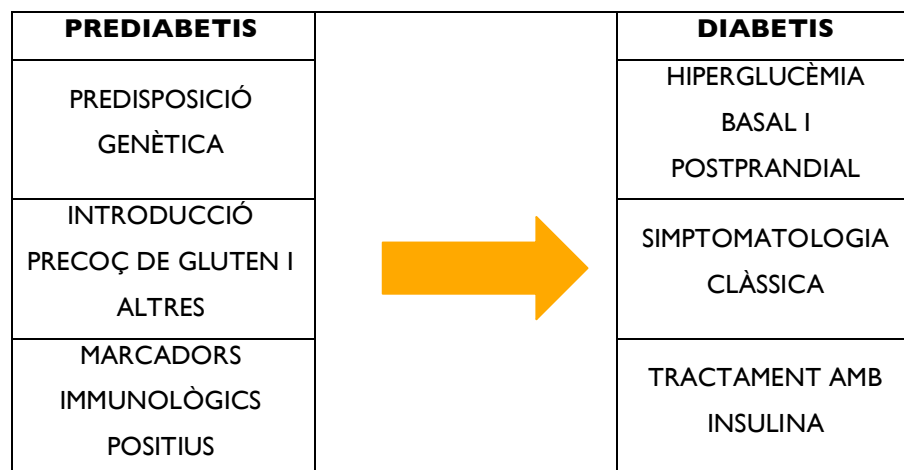 PREDIABETIS
PREDISPOSICIÓ
GENÈTICA
INTRODUCCIÓ
PRECOÇ DE GLUTEN I
ALTRES
MARCADORS
IMMUNOLÒGICS
POSITIUS
DIABETIS
HIPERGLUCÈMIA
BASAL I
POSTPRANDIAL
SIMPTOMATOLOGIA
CLÀSSICA
TRACTAMENT AMB
INSULINA